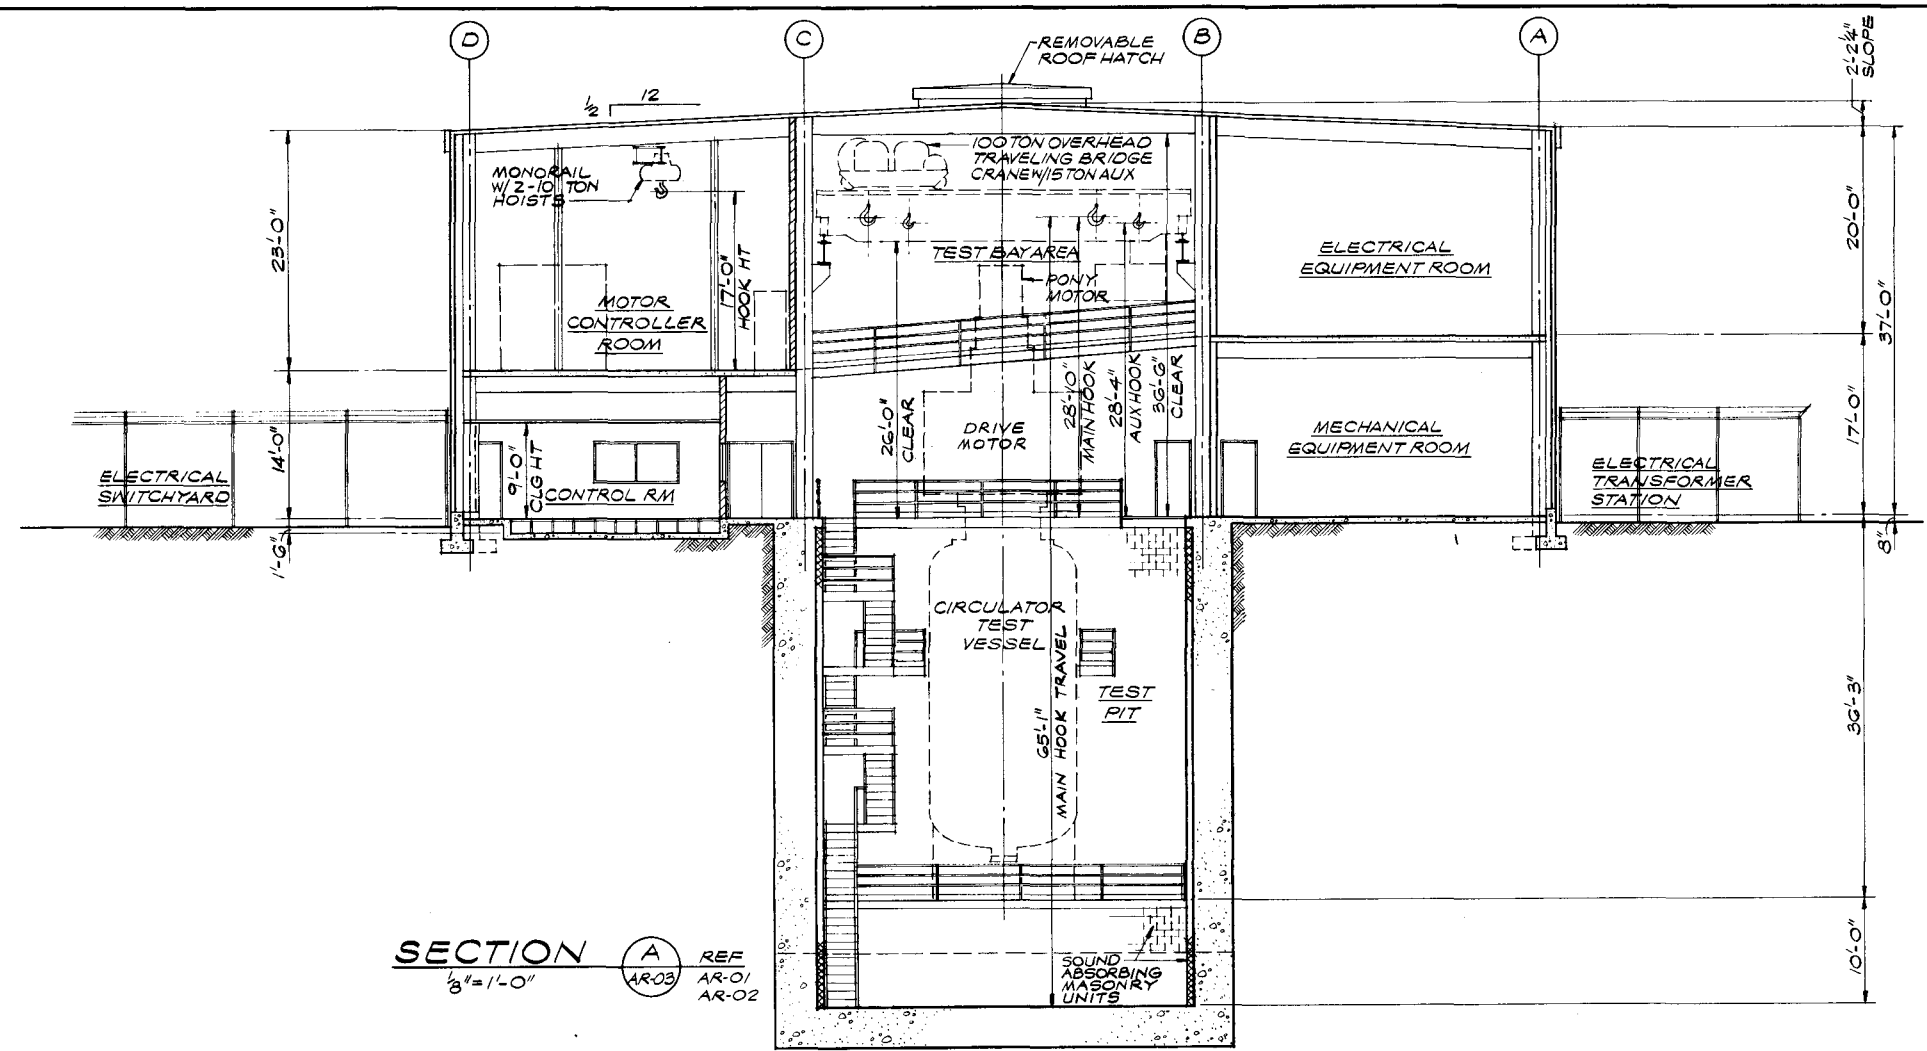 D
C
B
A
REMOVABLE
ROOF HATCH
2'-2¼"
SLOPE
½
12
MONORAIL
W/2-10 TON
HOISTS
100 TON OVERHEAD
TRAVELING BRIDGE
CRANE W/15 TON AUX
23'-0"
17'-0"
HOOK HT
TEST BAY AREA
PONY
MOTOR
ELECTRICAL
EQUIPMENT ROOM
20'-0"
37'-0"
MOTOR
CONTROLLER
ROOM
26'-0"
CLEAR
DRIVE
MOTOR
28'-10"
MAIN HOOK
28'-4"
AUX HOOK
36'-6"
CLEAR
MECHANICAL
EQUIPMENT ROOM
17'-0"
14'-0"
ELECTRICAL
SWITCHYARD
9'-0"
CLG HT
CONTROL RM
ELECTRICAL
TRANSFORMER
STATION
1'-6"
8"
CIRCULATOR
TEST
VESSEL
65'-1"
MAIN HOOK TRAVEL
TEST
PIT
36'-3"
SOUND
ABSORBING
MASONRY
UNITS
10'-0"
SECTION
⅛"=1'-0"
A
AR-03
REF
AR-01
AR-02